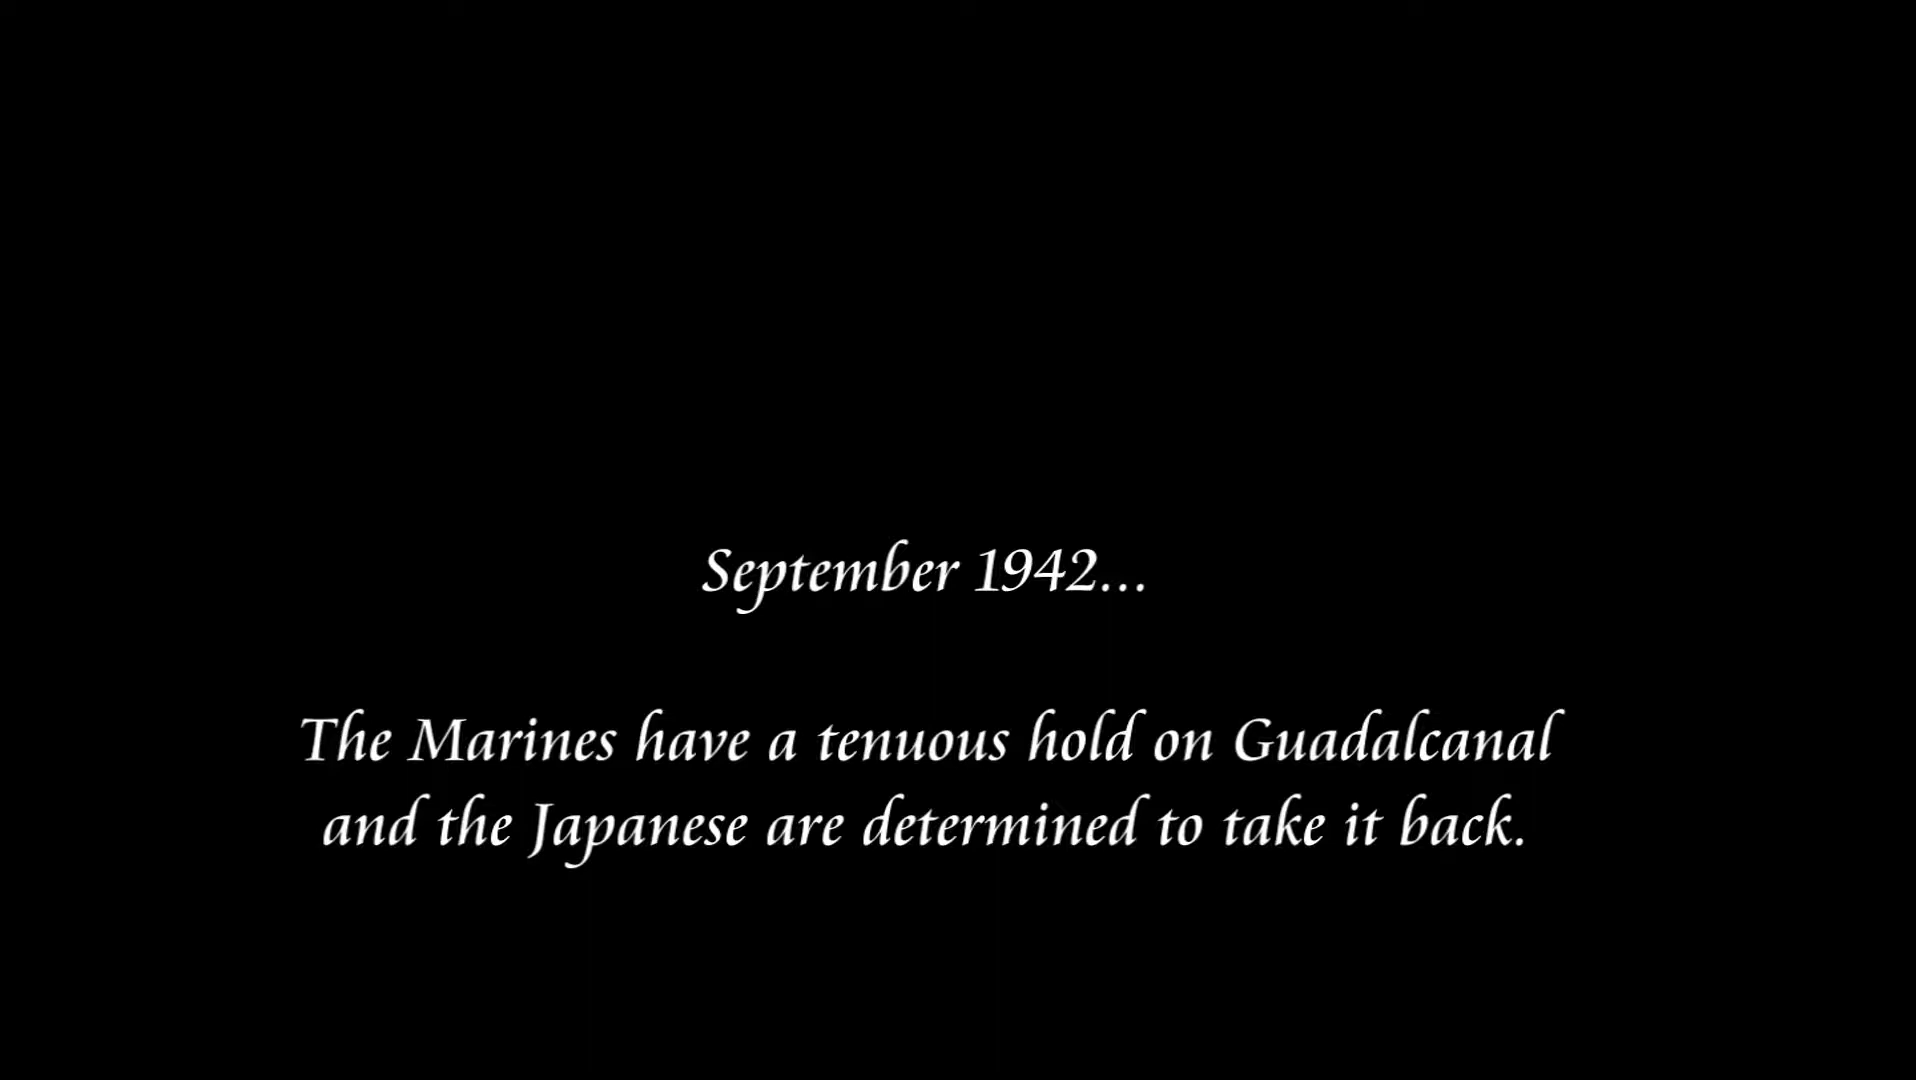 September 1942...
The Marines have a tenuous hold on Guadalcanal
and the Japanese are determined to take it back.